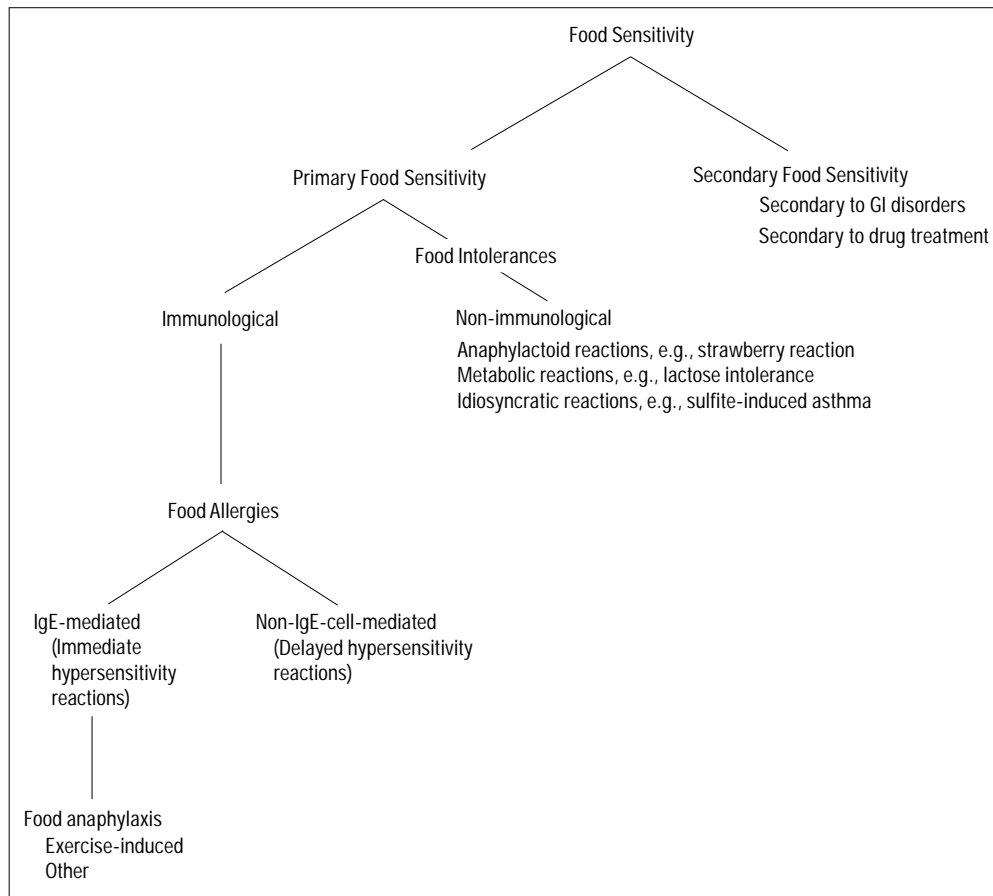 Food Sensitivity
Primary Food Sensitivity
Secondary Food Sensitivity
Secondary to GI disorders
Secondary to drug treatment
Food Intolerances
Immunological
Non-immunological
Anaphylactoid reactions, e.g., strawberry reaction
Metabolic reactions, e.g., lactose intolerance
Idiosyncratic reactions, e.g., sulfite-induced asthma
Food Allergies
IgE-mediated
(Immediate
hypersensitivity
reactions)
Non-IgE-cell-mediated
(Delayed hypersensitivity
reactions)
Food anaphylaxis
Exercise-induced
Other